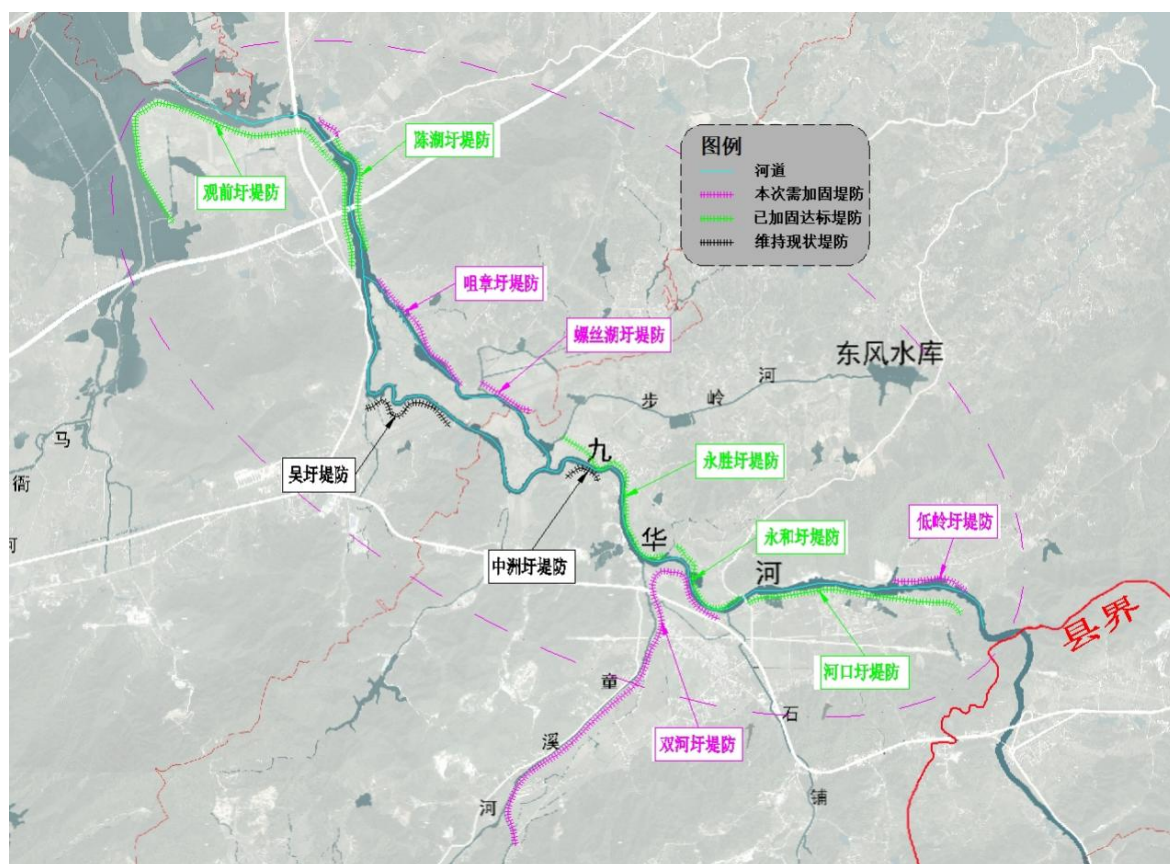 图例
河道
本次需加固堤防
已加固达标堤防
维持现状堤防
陈湖圩堤防
观前圩堤防
咀章圩堤防
螺丝湖圩堤防
东风水库
步岭河
马衙河
吴圩堤防
九华河
永胜圩堤防
中洲圩堤防
永和圩堤防
低岭圩堤防
县界
河口圩堤防
双河圩堤防
童溪河
石铺